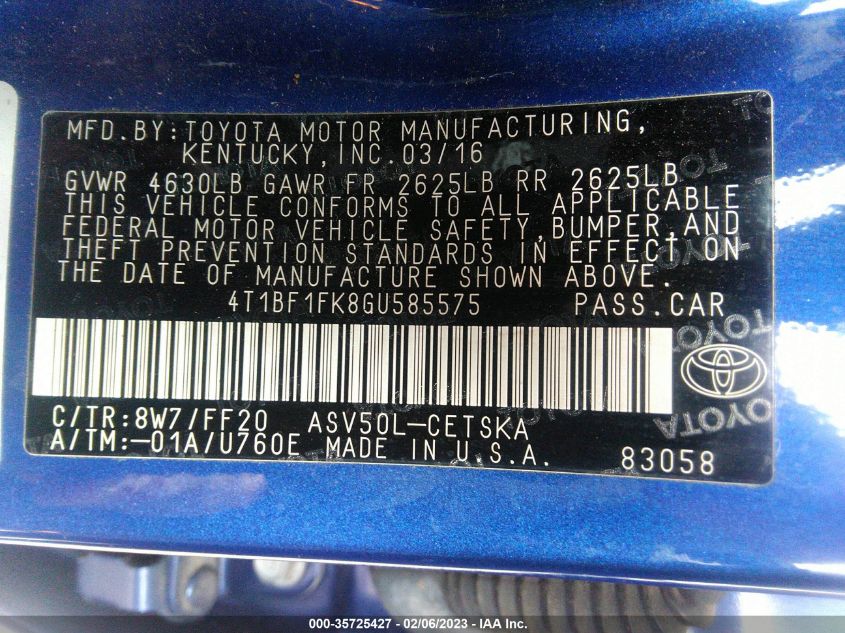 MFD.BY:TOYOTA MOTOR MANUFACTURING,
KENTUCKY,INC.03/16
GVWR 4630LB GAWR FR 2625LB RR 2625LB
THIS VEHICLE CONFORMS TO ALL APPLICABLE
FEDERAL MOTOR VEHICLE SAFETY,BUMPER,AND
THEFT PREVENTION STANDARDS IN EFFECT ON
THE DATE OF MANUFACTURE SHOWN ABOVE.
4T1BF1FK8GU585575 PASS.CAR
C/TR:8W7/FF20 ASV50L-CETSKA
A/TM:-01A/U760E MADE IN U.S.A. 83058
TOYOTA
TOYOTA
TOYOTA
000-35725427 - 02/06/2023 - IAA Inc.